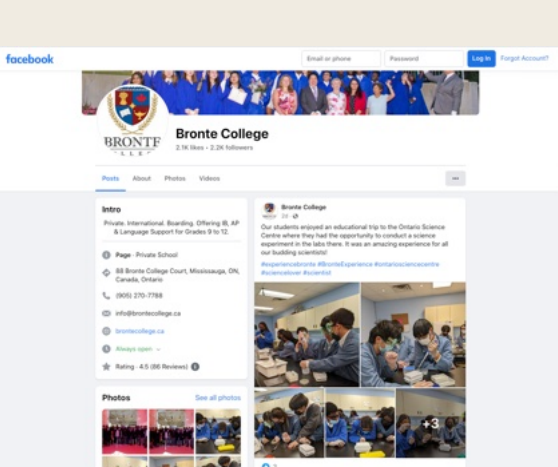 facebook
Email or phone
Password
Log In
Forgot Account?
BRONTE
Bronte College
2.1K likes • 2.2K followers
Posts
About
Photos
Videos
Intro
Private. International. Boarding. Offering IB, AP
& Language Support for Grades 9 to 12.
Page · Private School
88 Bronte College Court, Mississauga, ON,
Canada, Ontario
(905) 270-7788
info@brontecollege.ca
brontecollege.ca
Always open
Rating · 4.5 (86 Reviews)
Photos
See all photos
Bronte College
2d ·
Our students enjoyed an educational trip to the Ontario Science
Centre where they had the opportunity to conduct a science
experiment in the labs there. It was an amazing experience for all
our budding scientists!
#experiencebronte #BronteExperience #ontariosciencecentre
#sciencelover #scientist
+3